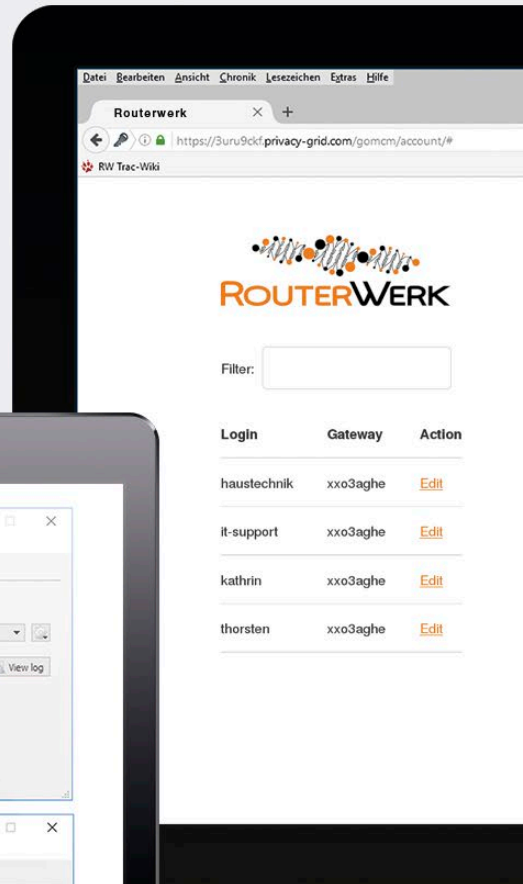 Datei Bearbeiten Ansicht Chronik Lesezeichen Extras Hilfe
Routerwerk
https://3uru9ckf.privacy-grid.com/gomcm/account/#
RW Trac-Wiki
ROUTERWERK
Filter:
Login Gateway Action
haustechnik xxo3aghe Edit
it-support xxo3aghe Edit
kathrin xxo3aghe Edit
thorsten xxo3aghe Edit
View log